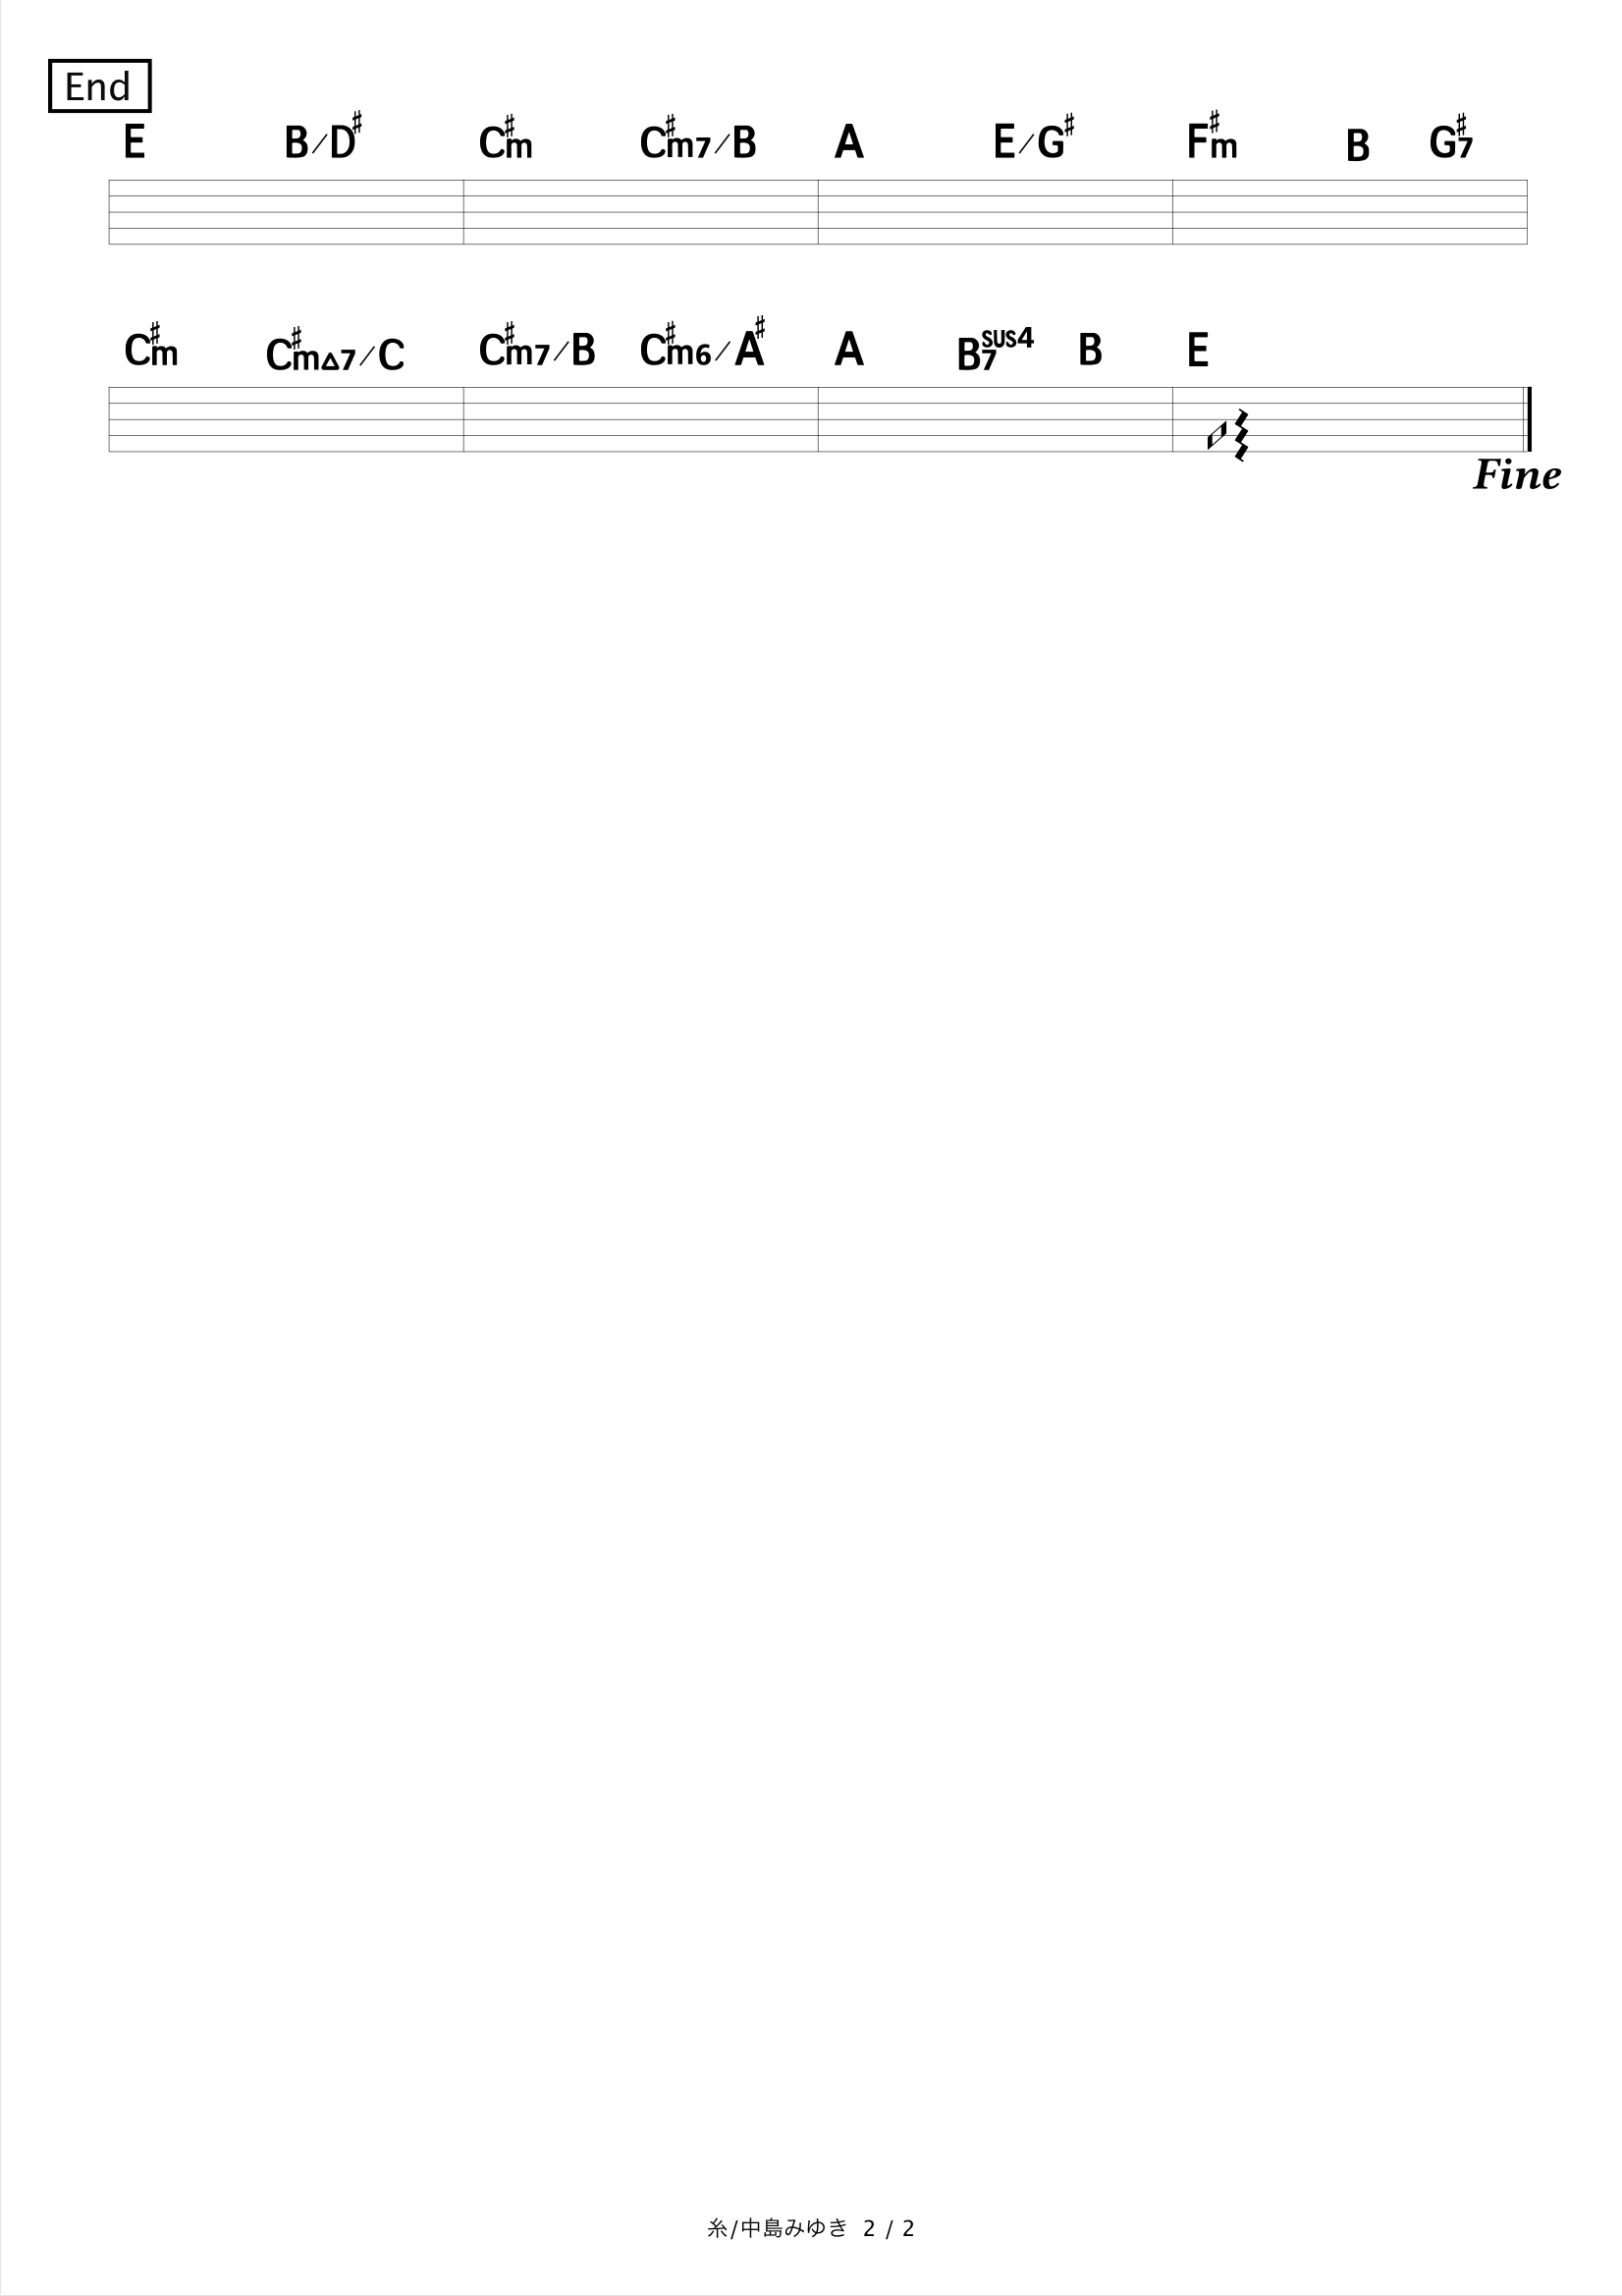 End
E B/D♯ C♯m C♯m7/B A E/G♯ F♯m B G♯7
C♯m C♯m△7/C C♯m7/B C♯m6/A♯ A B7sus4 B E
Fine
糸/中島みゆき 2 / 2